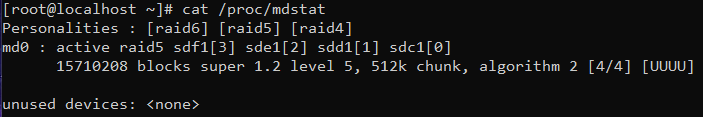 [root@localhost ~]# cat /proc/mdstat
Personalities : [raid6] [raid5] [raid4]
md0 : active raid5 sdf1[3] sde1[2] sdd1[1] sdc1[0]
      15710208 blocks super 1.2 level 5, 512k chunk, algorithm 2 [4/4] [UUUU]

unused devices: <none>